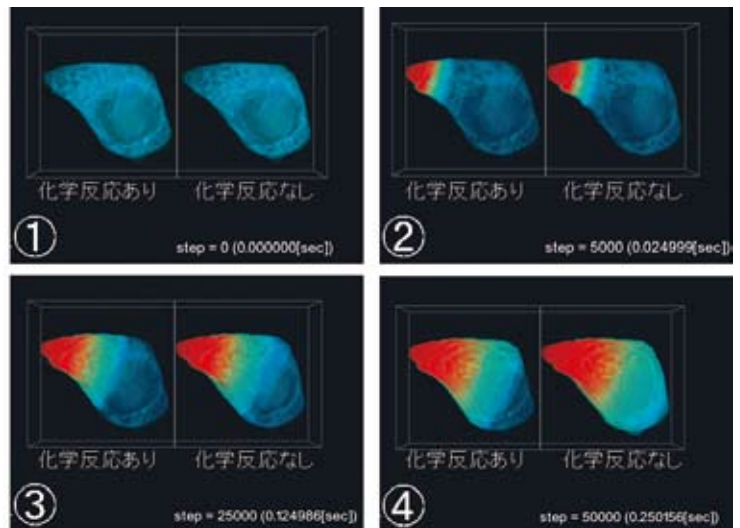 化学反応あり 化学反応なし
① step = 0 (0.000000[sec])
化学反応あり 化学反応なし
② step = 5000 (0.024999[sec])
化学反応あり 化学反応なし
③ step = 25000 (0.124986[sec])
化学反応あり 化学反応なし
④ step = 50000 (0.250156[sec])